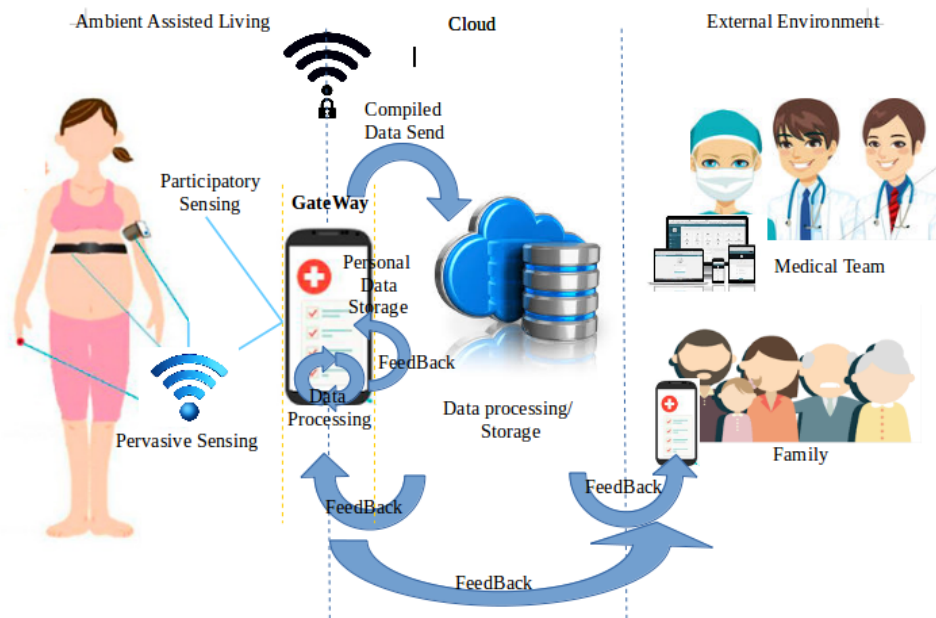 Ambient Assisted Living
Cloud
External Environment
Compiled
Data Send
Participatory
Sensing
GateWay
Personal
Data
Storage
FeedBack
Data
Processing
Pervasive Sensing
Data processing/
Storage
Medical Team
Family
FeedBack
FeedBack
FeedBack